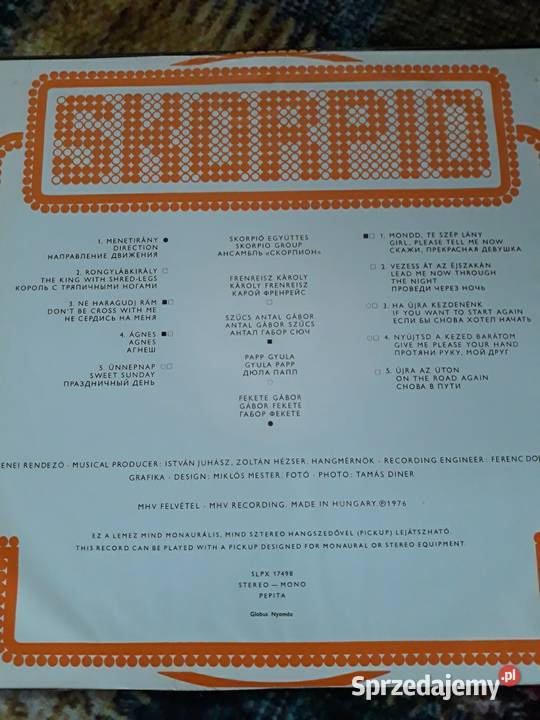 SKORPIO
1. MENETIRÁNY
DIRECTION
НАПРАВЛЕНИЕ ДВИЖЕНИЯ
2. RONGYLÁBKIRÁLY
THE KING WITH SHRED-LEGS
КОРОЛЬ С ТРЯПИЧНЫМИ НОГАМИ
3. NE HARAGUDJ RÁM
DON'T BE CROSS WITH ME
НЕ СЕРДИСЬ НА МЕНЯ
4. ÁGNES
AGNES
АГНЕШ
5. ÜNNEPNAP
SWEET SUNDAY
ПРАЗДНИЧНЫЙ ДЕНЬ
SKORPIÓ EGYÜTTES
SKORPIO GROUP
АНСАМБЛЬ «СКОРПИОН»
FRENREISZ KÁROLY
KÁROLY FRENREISZ
КАРОЙ ФРЕНРЕЙС
SZŰCS ANTAL GÁBOR
ANTAL GÁBOR SZŰCS
АНТАЛ ГАБОР СЮЧ
PAPP GYULA
GYULA PAPP
ДЮЛА ПАПП
FEKETE GÁBOR
GÁBOR FEKETE
ГАБОР ФЕКЕТЕ
1. MONDD, TE SZÉP LÁNY
GIRL, PLEASE TELL ME NOW
СКАЖИ, ПРЕКРАСНАЯ ДЕВУШКА
2. VEZESS ÁT AZ ÉJSZAKÁN
LEAD ME NOW THROUGH
THE NIGHT
ПРОВЕДИ ЧЕРЕЗ НОЧЬ
3. HA ÚJRA KEZDENÉNK
IF YOU WANT TO START AGAIN
ЕСЛИ БЫ СНОВА ХОТЕЛ НАЧАТЬ
4. NYÚJTSD A KEZED BARÁTOM
GIVE ME PLEASE YOUR HAND
ПРОТЯНИ РУКУ, МОЙ ДРУГ
5. ÚJRA AZ ÚTON
ON THE ROAD AGAIN
СНОВА В ПУТИ
ENEI RENDEZŐ · MUSICAL PRODUCER: ISTVÁN JUHÁSZ, ZOLTÁN HÉZSER, HANGMÉRNÖK · RECORDING ENGINEER: FERENC DO
GRAFIKA · DESIGN: MIKLÓS MESTER, FOTÓ · PHOTO: TAMÁS DINER
MHV FELVÉTEL · MHV RECORDING. MADE IN HUNGARY ℗1976
EZ A LEMEZ MIND MONAURÁLIS, MIND SZTEREO HANGSZEDŐVEL (PICKUP) LEJÁTSZHATÓ.
THIS RECORD CAN BE PLAYED WITH A PICKUP DESIGNED FOR MONAURAL OR STEREO EQUIPMENT.
SLPX 17498
STEREO — MONO
PEPITA
Globus Nyomda
Sprzedajemy.pl